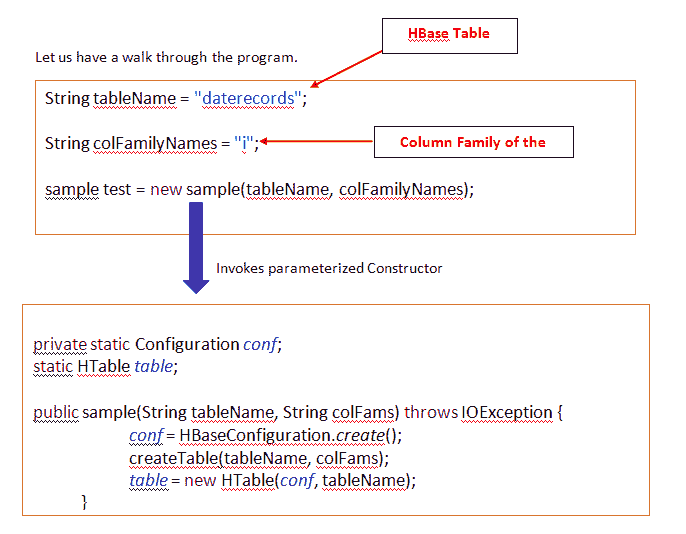 HBase Table
Let us have a walk through the program.
String tableName = "daterecords";
String colFamilyNames = "i";
Column Family of the
sample test = new sample(tableName, colFamilyNames);
Invokes parameterized Constructor
private static Configuration conf;
static HTable table;
public sample(String tableName, String colFams) throws IOException {
conf = HBaseConfiguration.create();
createTable(tableName, colFams);
table = new HTable(conf, tableName);
}